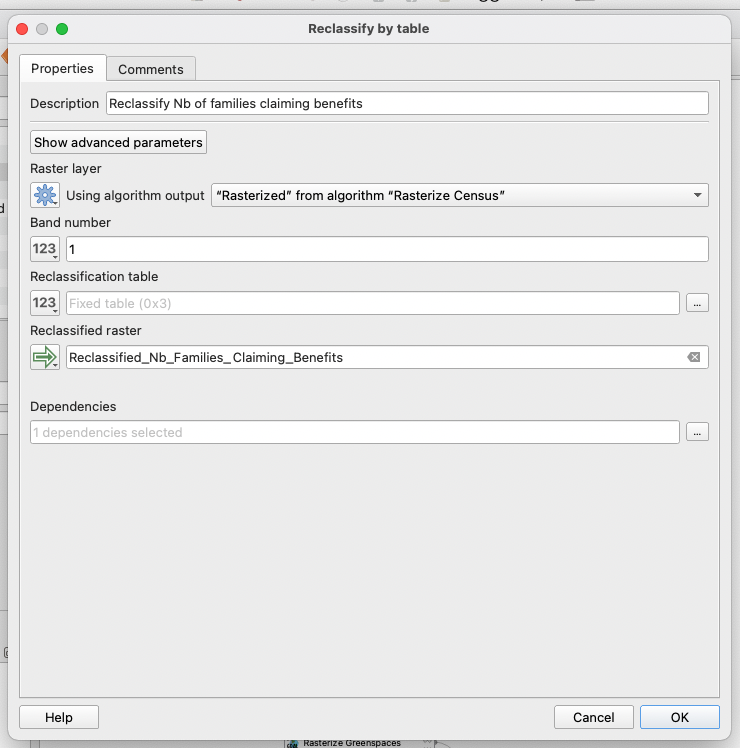 Reclassify by table
Properties
Comments
Description
Reclassify Nb of families claiming benefits
Show advanced parameters
Raster layer
Using algorithm output
“Rasterized” from algorithm “Rasterize Census”
Band number
123
1
Reclassification table
123
Fixed table (0x3)
...
Reclassified raster
Reclassified_Nb_Families_Claiming_Benefits
Dependencies
1 dependencies selected
...
Help
Cancel
OK
Rasterize Greenspaces